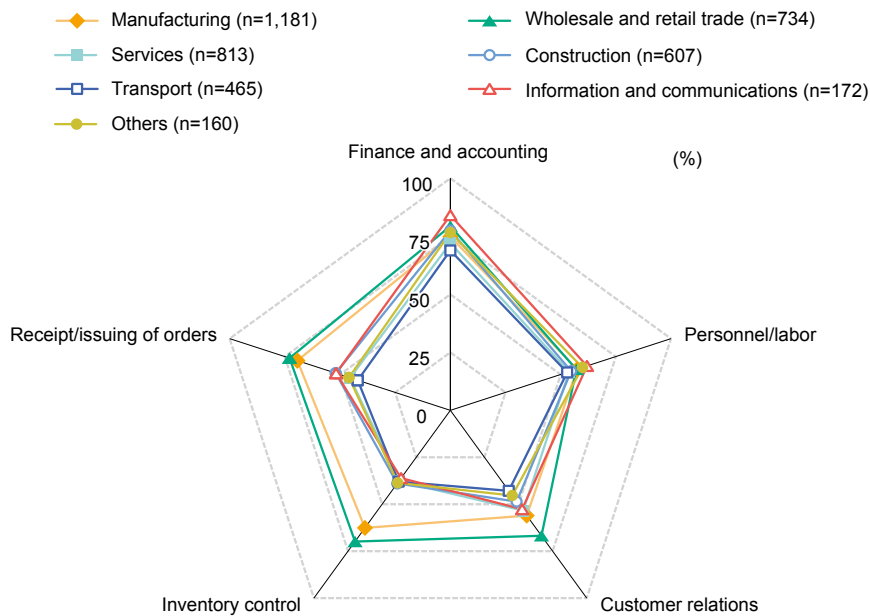 Manufacturing (n=1,181)
Wholesale and retail trade (n=734)
Services (n=813)
Construction (n=607)
Transport (n=465)
Information and communications (n=172)
Others (n=160)
Finance and accounting
(%)
100
75
50
25
0
Receipt/issuing of orders
Personnel/labor
Inventory control
Customer relations